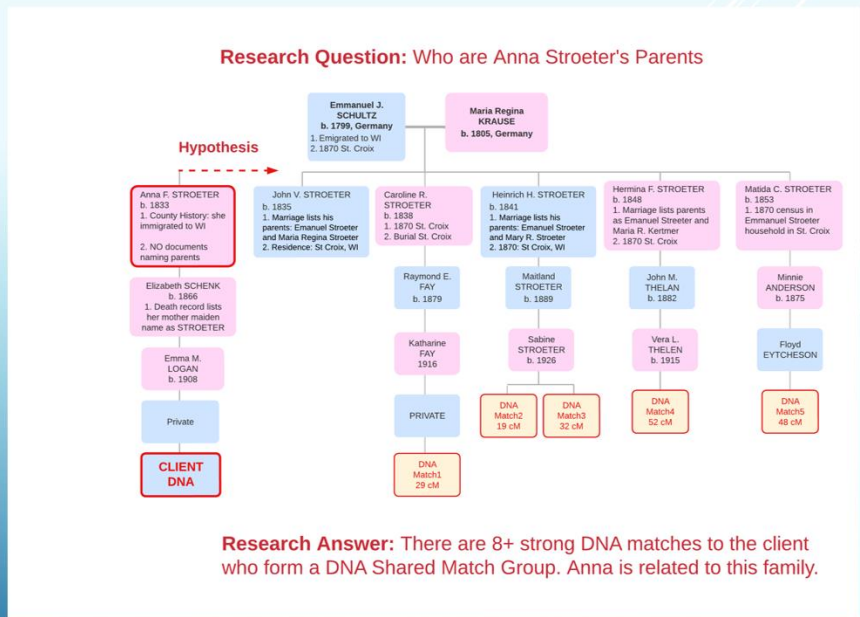 Research Question: Who are Anna Stroeter's Parents
Emmanuel J.
SCHULTZ
b. 1799, Germany
1. Emigrated to WI
2. 1870 St. Croix
Maria Regina
KRAUSE
b. 1805, Germany
Hypothesis
Anna F. STROETER
b. 1833
1. County History: she
immigrated to WI
2. NO documents
naming parents
Elizabeth SCHENK
b. 1866
1. Death record lists
her mother maiden
name as STROETER
Emma M.
LOGAN
b. 1908
Private
CLIENT
DNA
John V. STROETER
b. 1835
1. Marriage lists his
parents: Emanuel Stroeter
and Maria Regina Stroeter
2. Residence: St Croix, WI
Caroline R.
STROETER
b. 1838
1. 1870 St. Croix
2. Burial St. Croix
Raymond E.
FAY
b. 1879
Katharine
FAY
1916
PRIVATE
DNA
Match1
29 cM
Heinrich H. STROETER
b. 1841
1. Marriage lists his
parents: Emanuel Stroeter
and Mary R. Stroeter
2. 1870: St Croix, WI
Maitland
STROETER
b. 1889
Sabine
STROETER
b. 1926
DNA
Match2
19 cM
DNA
Match3
32 cM
Hermina F. STROETER
b. 1848
1. Marriage lists parents
as Emanuel Streeter and
Maria R. Kertmer
2. 1870 St. Croix
John M.
THELAN
b. 1882
Vera L.
THELEN
b. 1915
DNA
Match4
52 cM
Matida C. STROETER
b. 1853
1. 1870 census in
Emmanuel Stroeter
household in St. Croix
Minnie
ANDERSON
b. 1875
Floyd
EYTCHESON
DNA
Match5
48 cM
Research Answer: There are 8+ strong DNA matches to the client
who form a DNA Shared Match Group. Anna is related to this family.